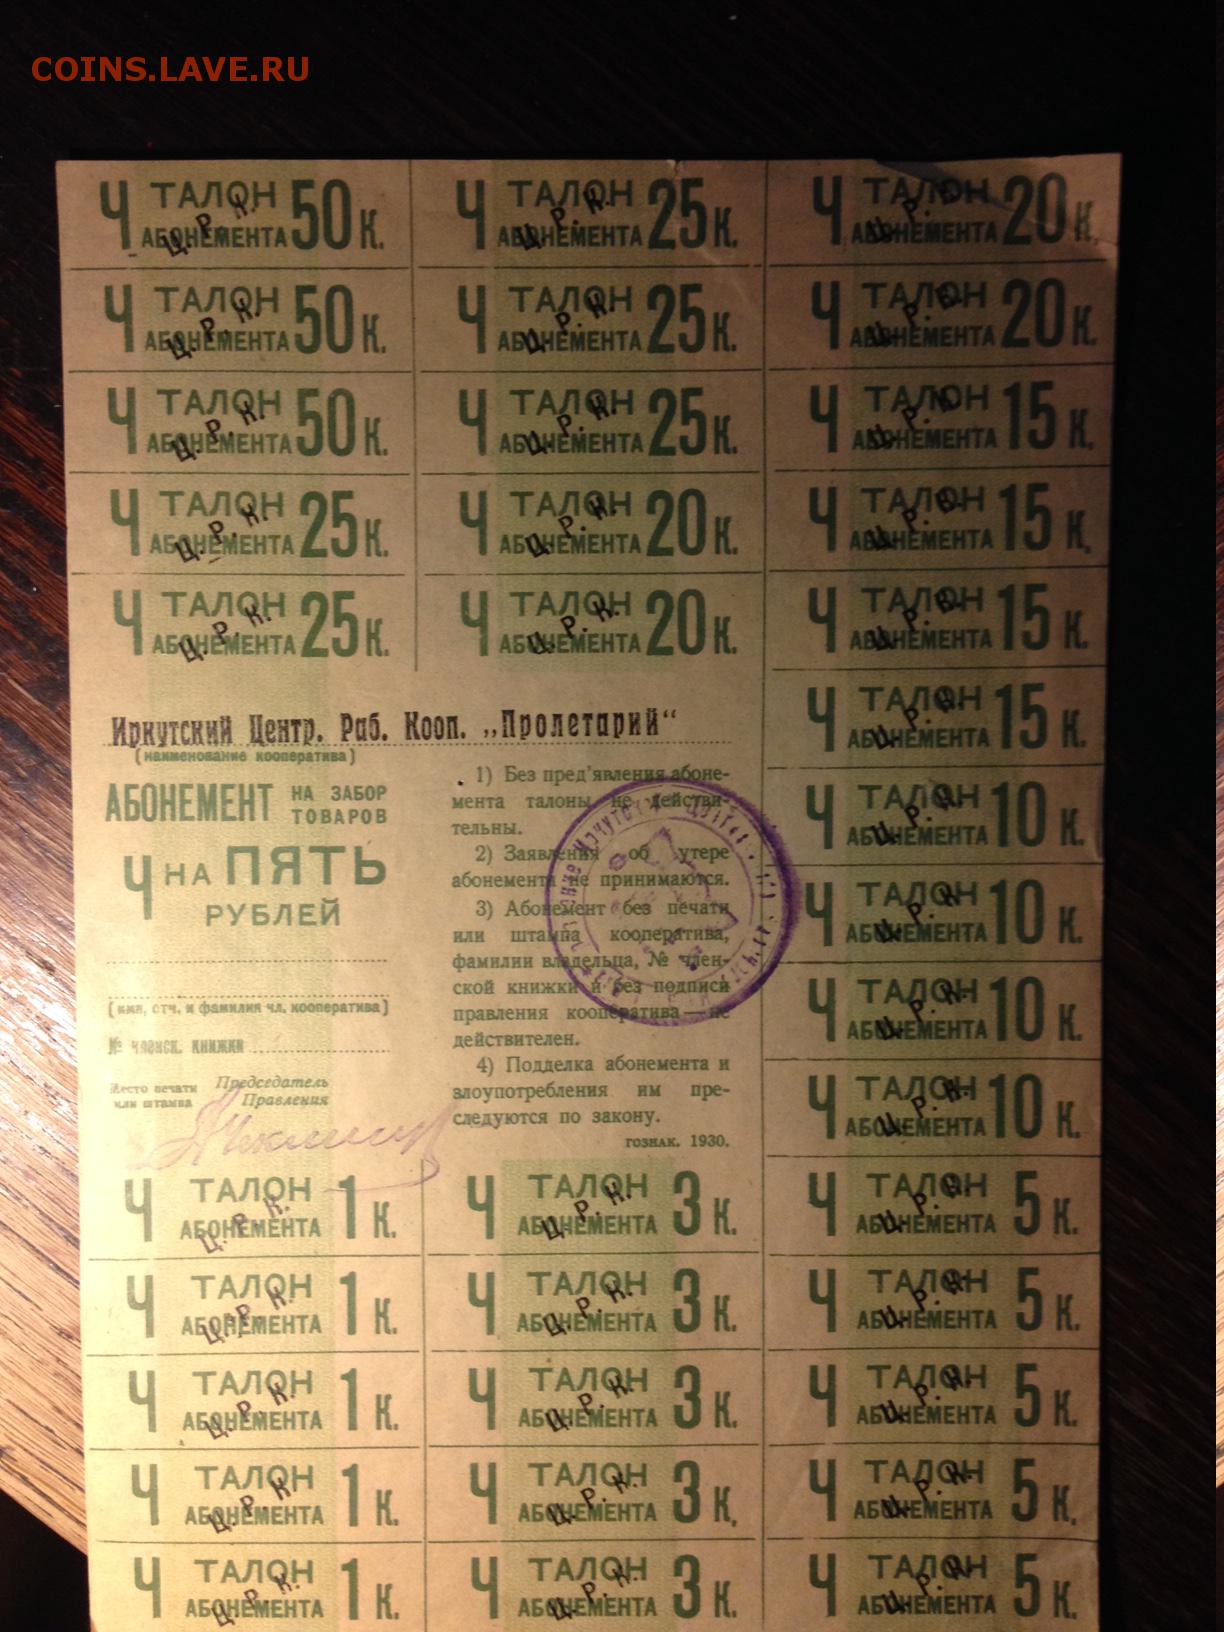 COINS.LAVE.RU
Ч ТАЛОН АБОНЕМЕНТА 50 К. Ц. Р. К.
Ч ТАЛОН АБОНЕМЕНТА 25 К. Ц. Р. К.
Ч ТАЛОН АБОНЕМЕНТА 20 К. Ц. Р. К.
Ч ТАЛОН АБОНЕМЕНТА 50 К. Ц. Р. К.
Ч ТАЛОН АБОНЕМЕНТА 25 К. Ц. Р. К.
Ч ТАЛОН АБОНЕМЕНТА 20 К. Ц. Р. К.
Ч ТАЛОН АБОНЕМЕНТА 50 К. Ц. Р. К.
Ч ТАЛОН АБОНЕМЕНТА 25 К. Ц. Р. К.
Ч ТАЛОН АБОНЕМЕНТА 15 К. Ц. Р. К.
Ч ТАЛОН АБОНЕМЕНТА 25 К. Ц. Р. К.
Ч ТАЛОН АБОНЕМЕНТА 20 К. Ц. Р. К.
Ч ТАЛОН АБОНЕМЕНТА 15 К. Ц. Р. К.
Ч ТАЛОН АБОНЕМЕНТА 25 К. Ц. Р. К.
Ч ТАЛОН АБОНЕМЕНТА 20 К. Ц. Р. К.
Ч ТАЛОН АБОНЕМЕНТА 15 К. Ц. Р. К.
Иркутский Центр. Раб. Кооп. „Пролетарий“
(наименование кооператива)
АБОНЕМЕНТ НА ЗАБОР ТОВАРОВ
Ч НА ПЯТЬ
РУБЛЕЙ
(имя, отч. и фамилия чл. кооператива)
№ членск. книжки
Место печати или штампа
Председатель
Правления
1) Без пред'явления абоне-
мента талоны не действи-
тельны.
2) Заявления об утере
абонемента не принимаются.
3) Абонемент без печати
или штампа кооператива,
фамилии владельца, № член-
ской книжки и без подписи
правления кооператива—не
действителен.
4) Подделка абонемента и
злоупотребления им пре-
следуются по закону.
ГОЗНАК. 1930.
Ч ТАЛОН АБОНЕМЕНТА 15 К. Ц. Р. К.
Ч ТАЛОН АБОНЕМЕНТА 10 К. Ц. Р. К.
Ч ТАЛОН АБОНЕМЕНТА 10 К. Ц. Р. К.
Ч ТАЛОН АБОНЕМЕНТА 10 К. Ц. Р. К.
Ч ТАЛОН АБОНЕМЕНТА 10 К. Ц. Р. К.
Ч ТАЛОН АБОНЕМЕНТА 1 К. Ц. Р. К.
Ч ТАЛОН АБОНЕМЕНТА 3 К. Ц. Р. К.
Ч ТАЛОН АБОНЕМЕНТА 5 К. Ц. Р. К.
Ч ТАЛОН АБОНЕМЕНТА 1 К. Ц. Р. К.
Ч ТАЛОН АБОНЕМЕНТА 3 К. Ц. Р. К.
Ч ТАЛОН АБОНЕМЕНТА 5 К. Ц. Р. К.
Ч ТАЛОН АБОНЕМЕНТА 1 К. Ц. Р. К.
Ч ТАЛОН АБОНЕМЕНТА 3 К. Ц. Р. К.
Ч ТАЛОН АБОНЕМЕНТА 5 К. Ц. Р. К.
Ч ТАЛОН АБОНЕМЕНТА 1 К. Ц. Р. К.
Ч ТАЛОН АБОНЕМЕНТА 3 К. Ц. Р. К.
Ч ТАЛОН АБОНЕМЕНТА 5 К. Ц. Р. К.
Ч ТАЛОН АБОНЕМЕНТА 1 К. Ц. Р. К.
Ч ТАЛОН АБОНЕМЕНТА 3 К. Ц. Р. К.
Ч ТАЛОН АБОНЕМЕНТА 5 К. Ц. Р. К.